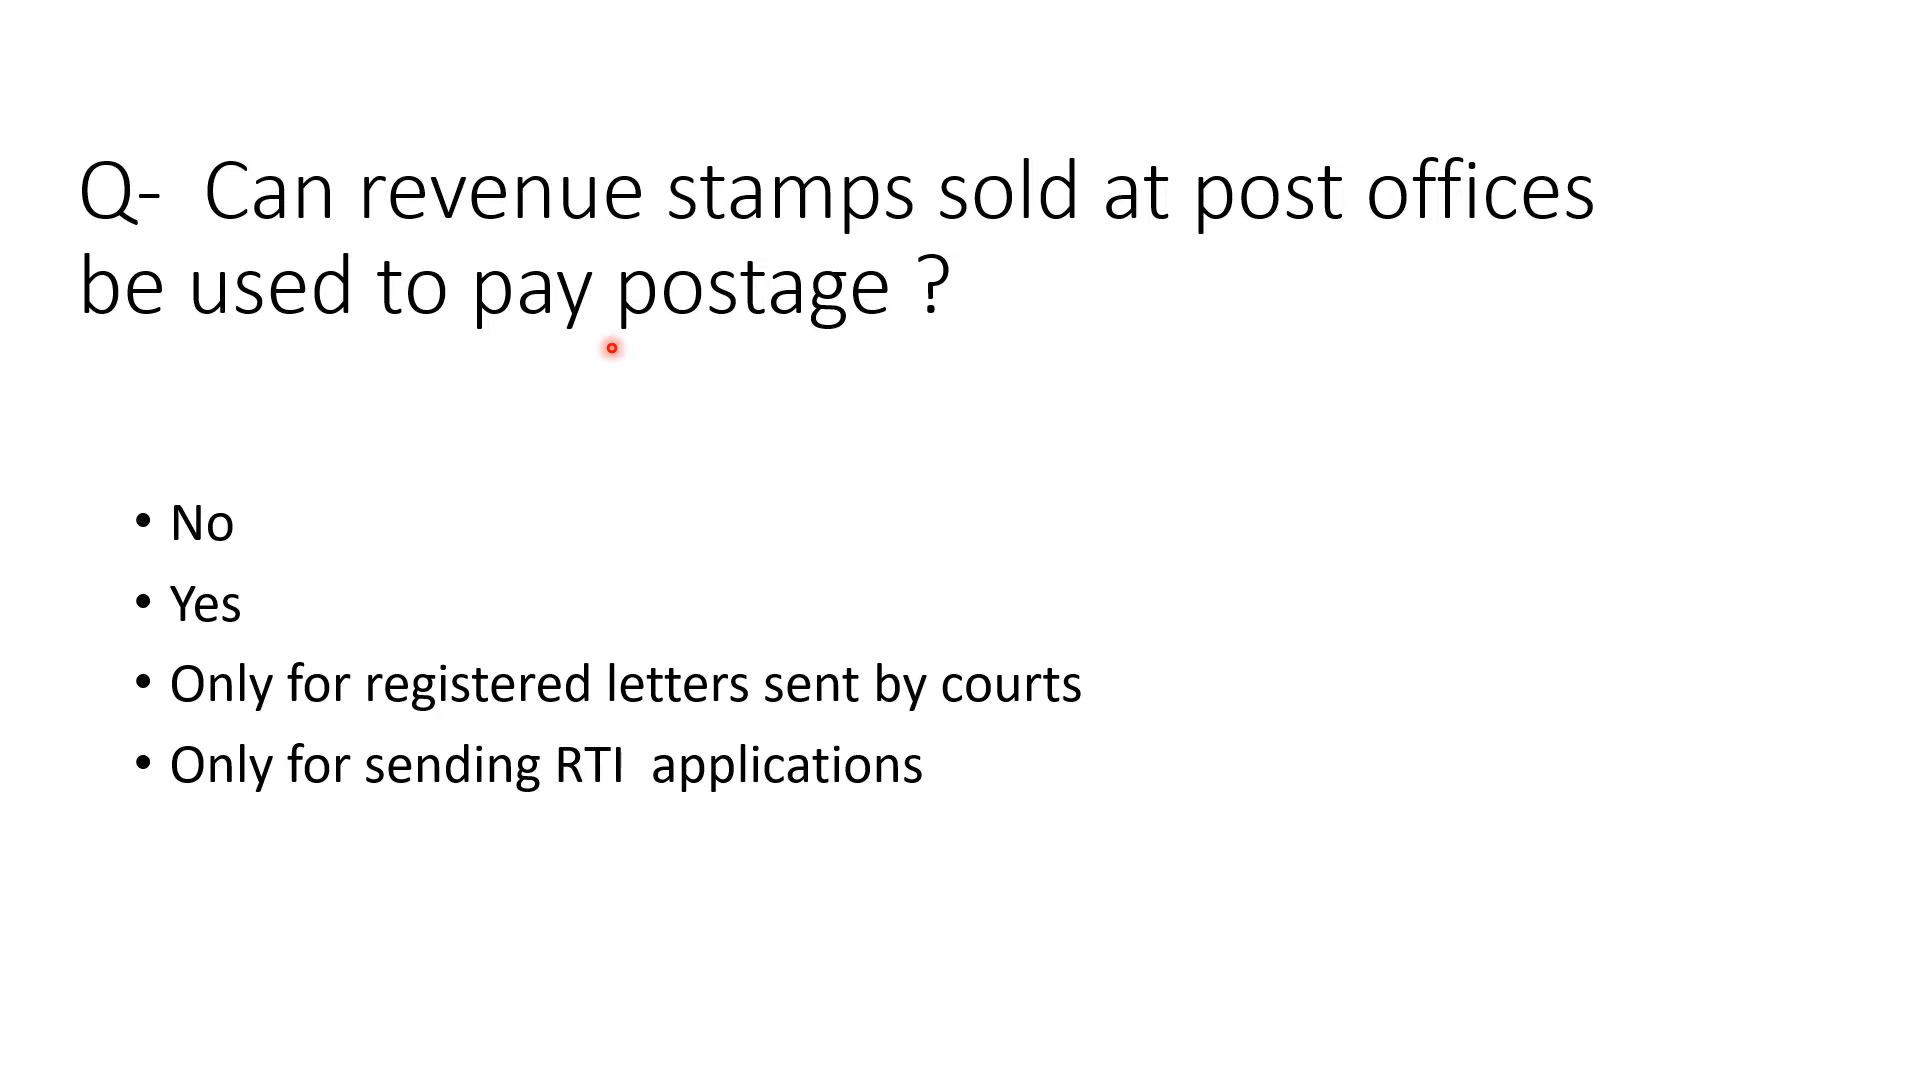 Q-  Can revenue stamps sold at post offices
be used to pay postage ?
• No
• Yes
• Only for registered letters sent by courts
• Only for sending RTI  applications